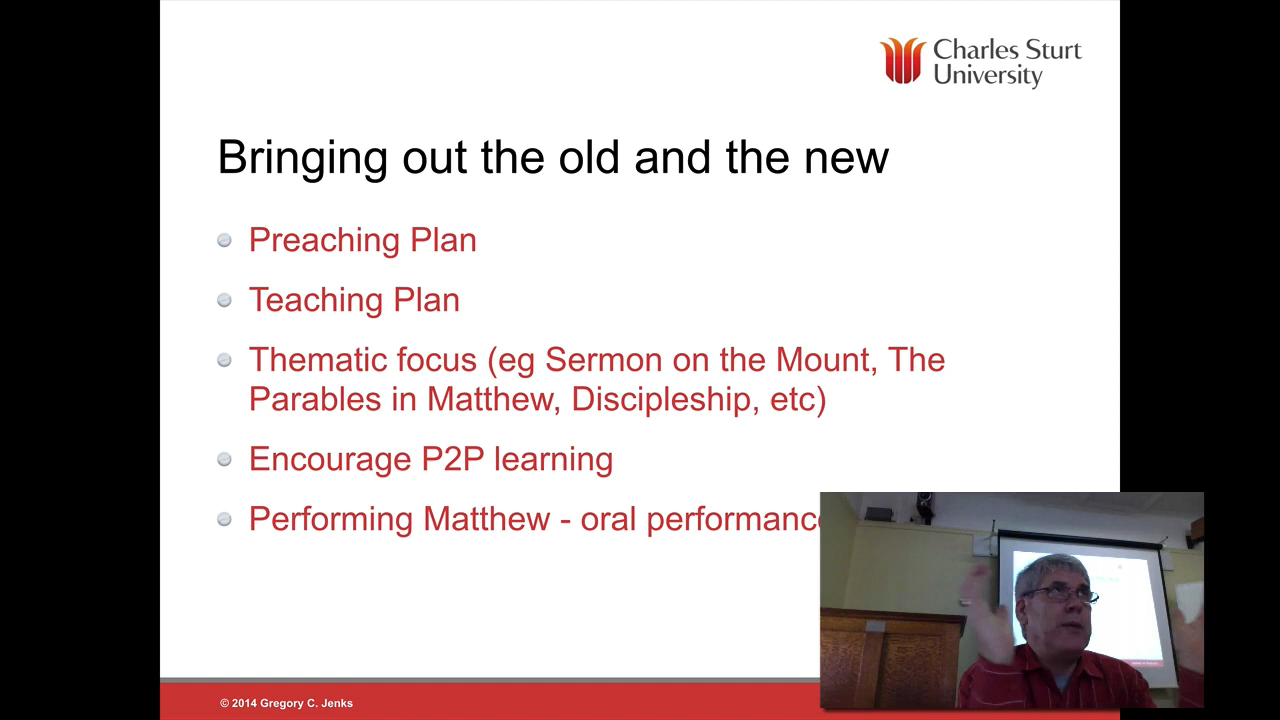 Charles Sturt
University
Bringing out the old and the new
Preaching Plan
Teaching Plan
Thematic focus (eg Sermon on the Mount, The
Parables in Matthew, Discipleship, etc)
Encourage P2P learning
Performing Matthew - oral performance
© 2014 Gregory C. Jenks